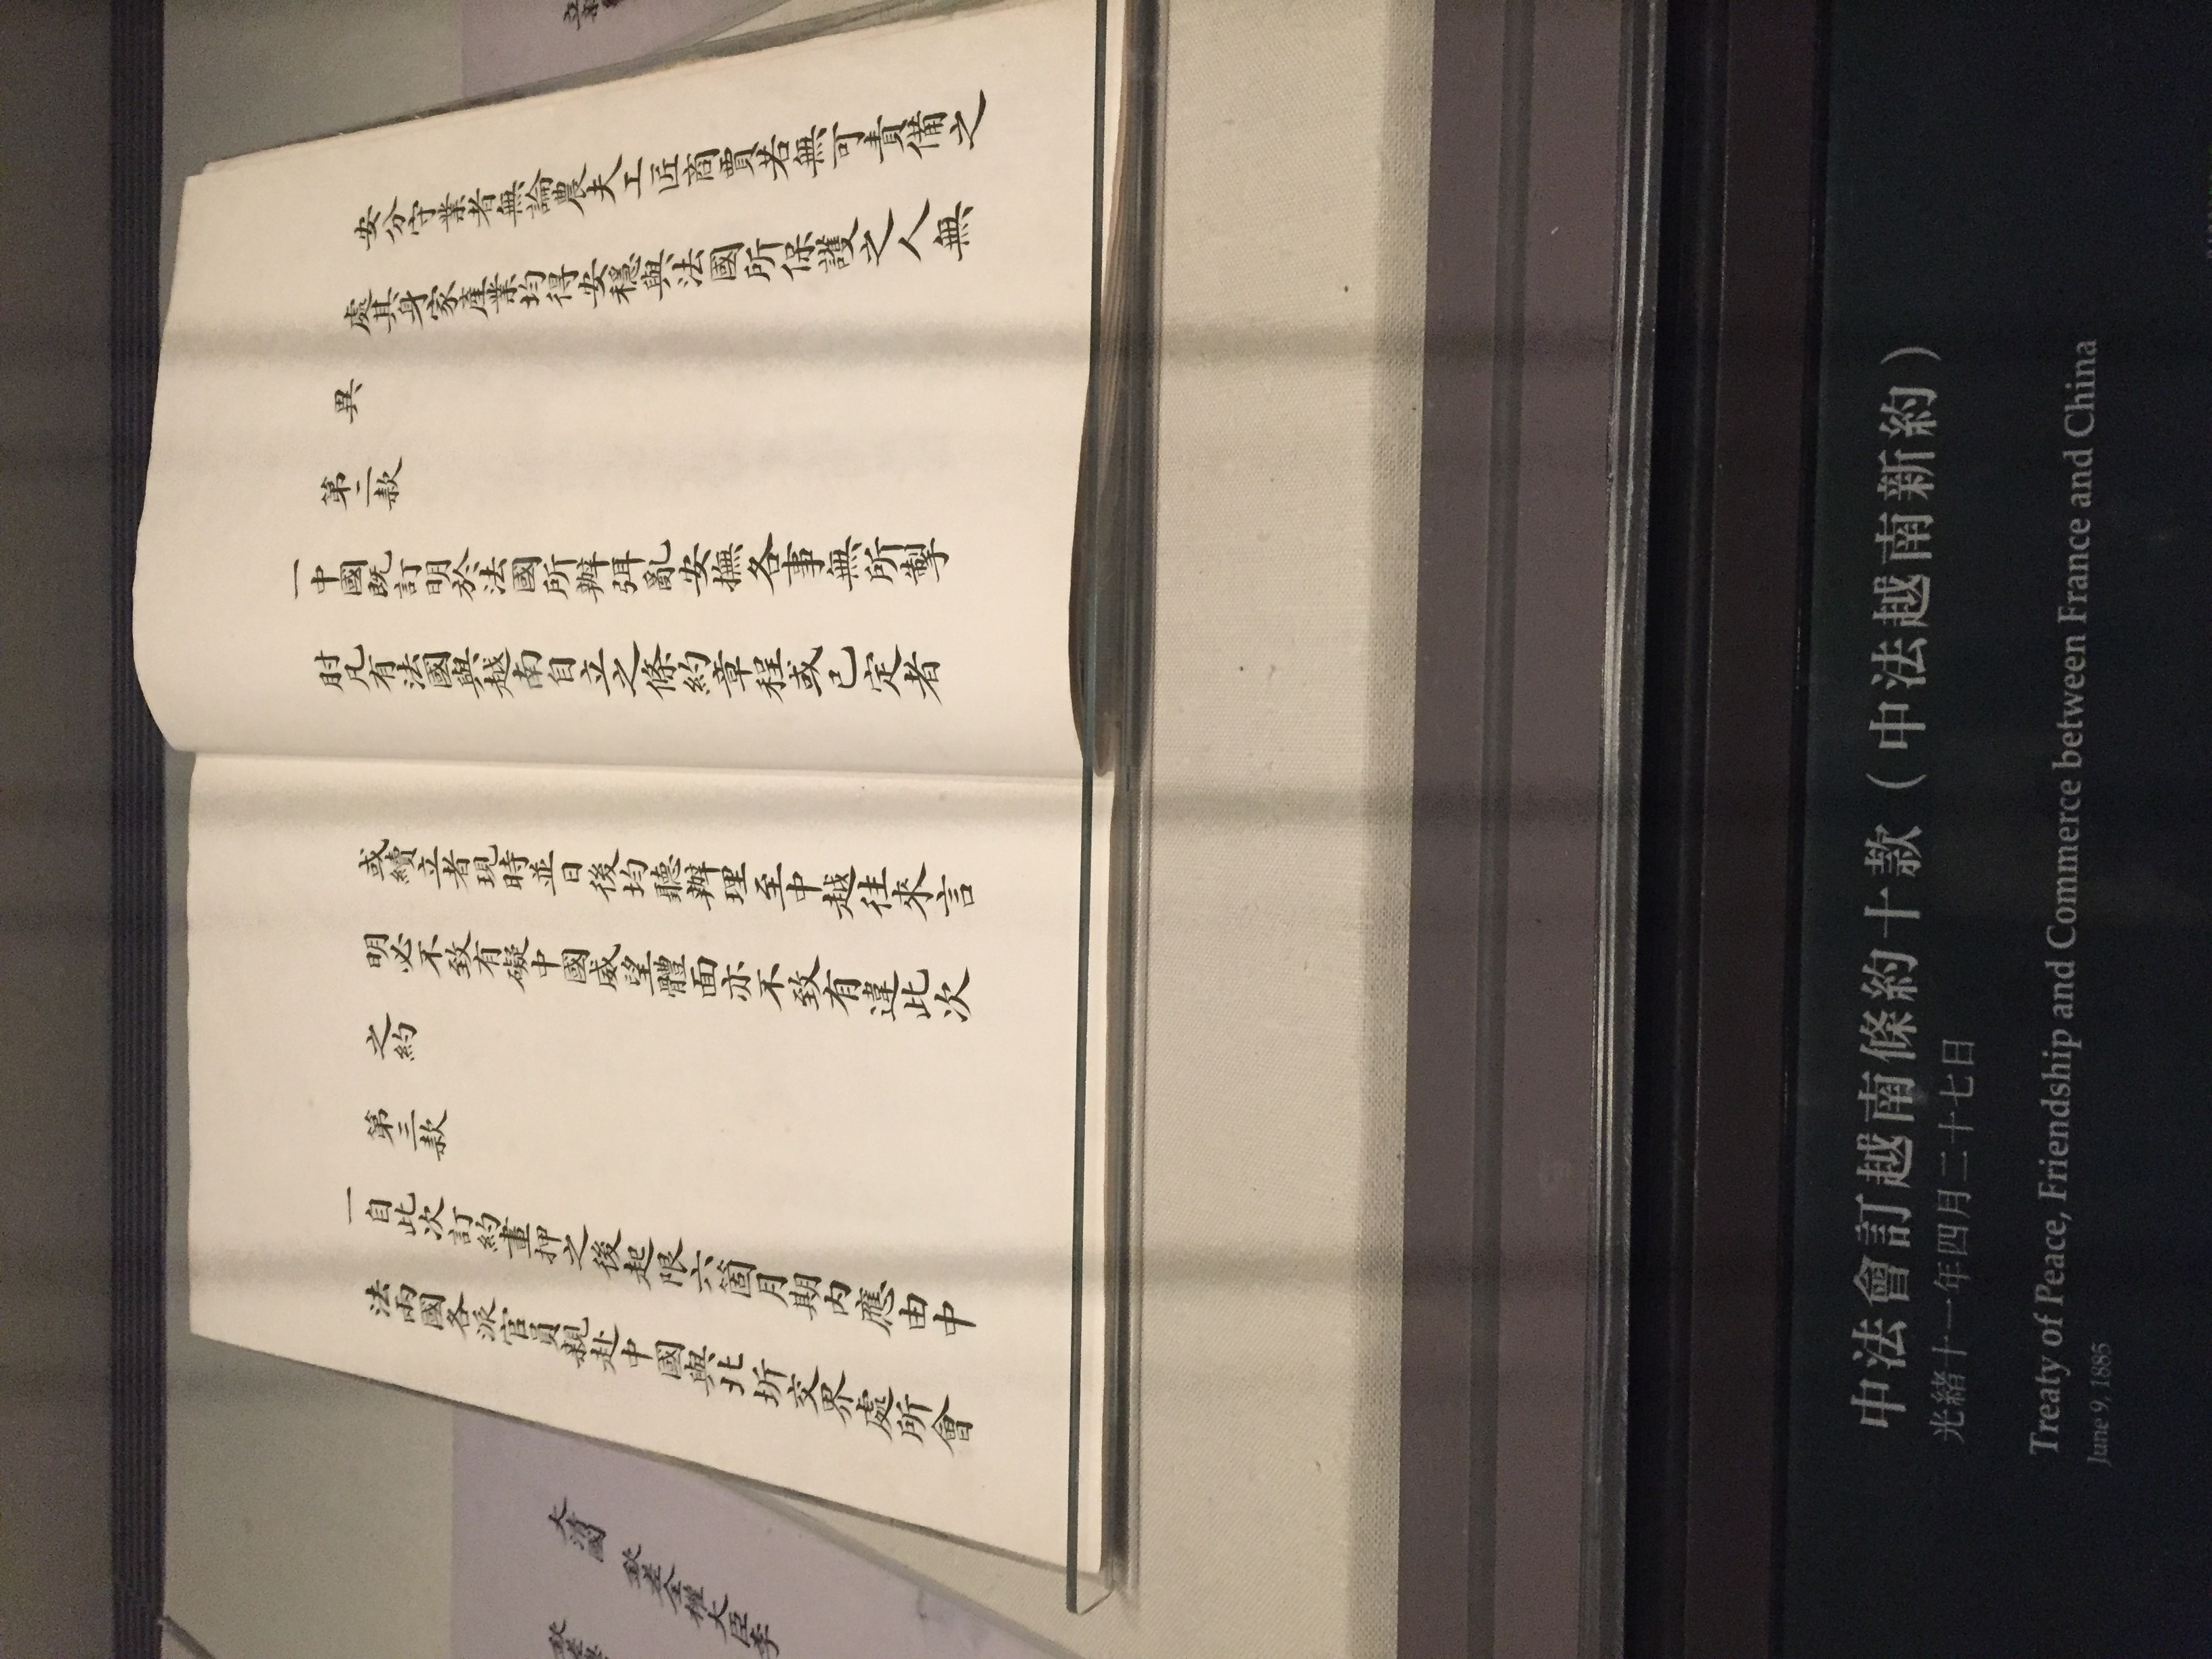 安分守業者無論農夫工匠商賈若無可責備之
處其身家產業均得安穩與法國所保護之人無
異
第二款
一中國既訂明於法國所辦弭亂安撫各事無所掣
肘凡有法國與越南自立之條約章程或已定者
或續立者現時並日後均聽辦理至中越往來言
明必不致有礙中國威望體面亦不致有違此次
之約
第三款
一自此次訂約畫押之後起限六箇月期內應由中
法兩國各派官員親赴中國與北圻交界處所會
大清國 欽差全權大臣李
中法會訂越南條約十款（中法越南新約）
光緒十一年四月二十七日
Treaty of Peace, Friendship and Commerce between France and China
June 9, 1885